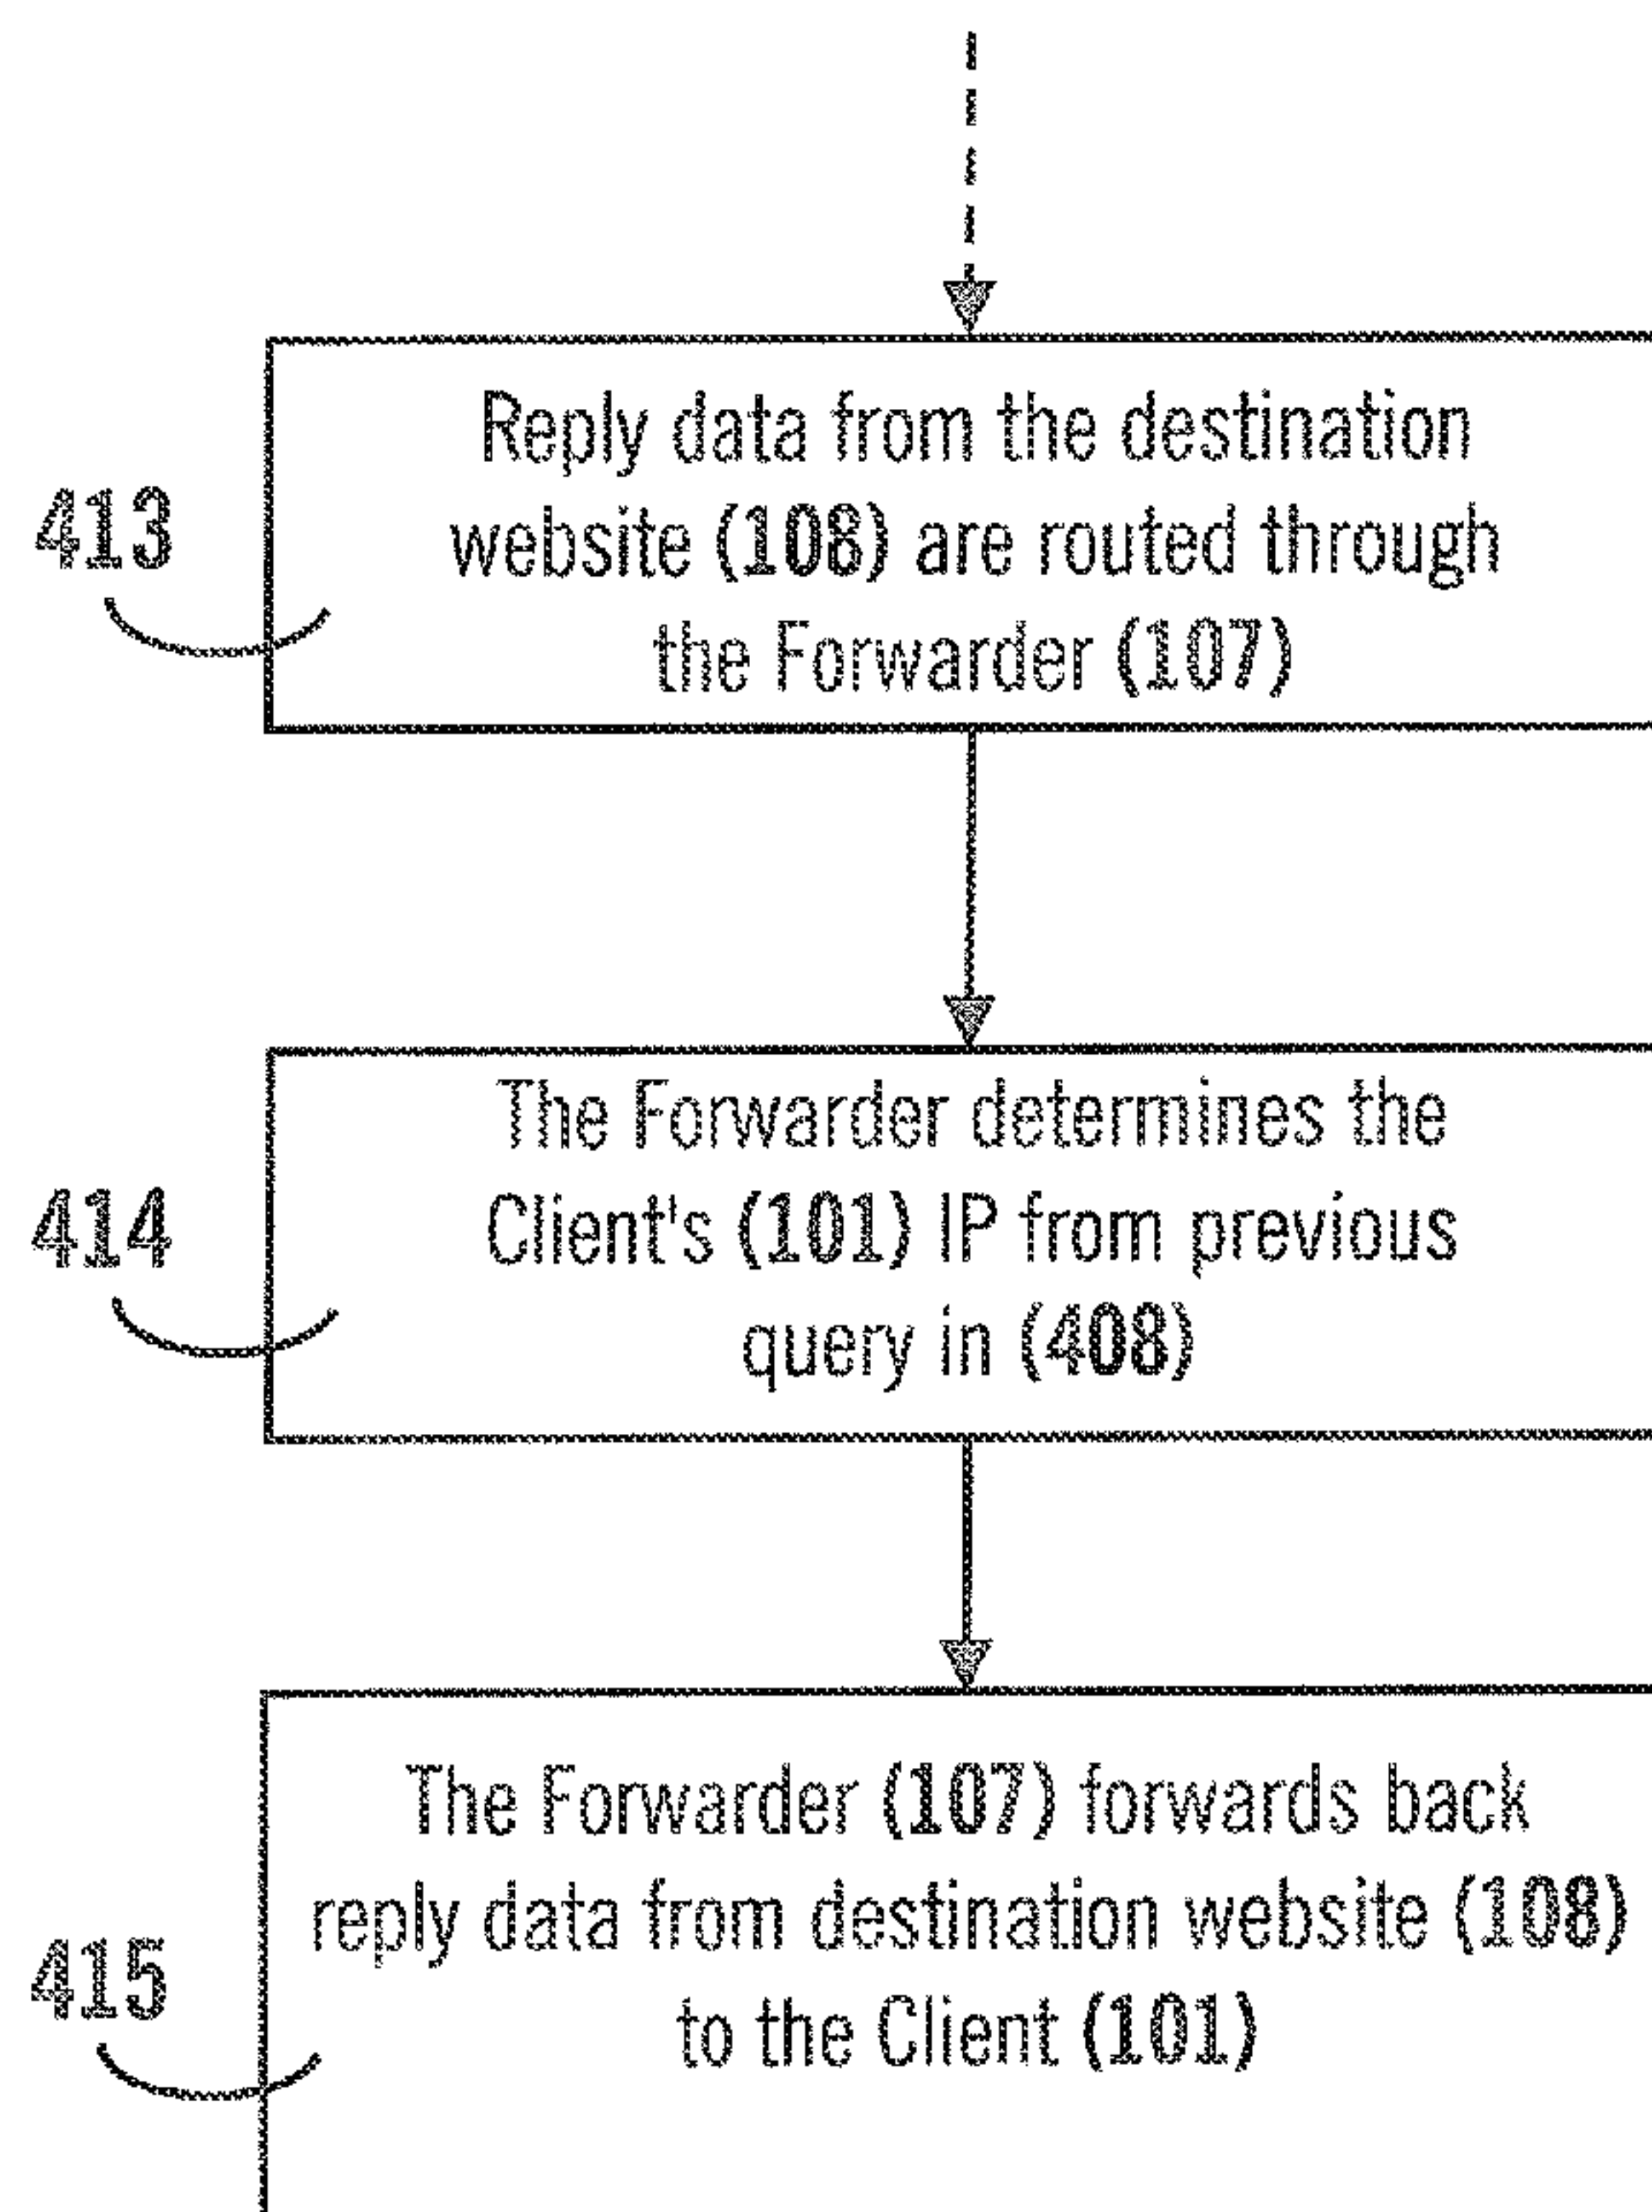 Reply data from the destination
website (108) are routed through
the Forwarder (107)
413
The Forwarder determines the
Client's (101) IP from previous
query in (408)
414
The Forwarder (107) forwards back
reply data from destination website (108)
to the Client (101)
415